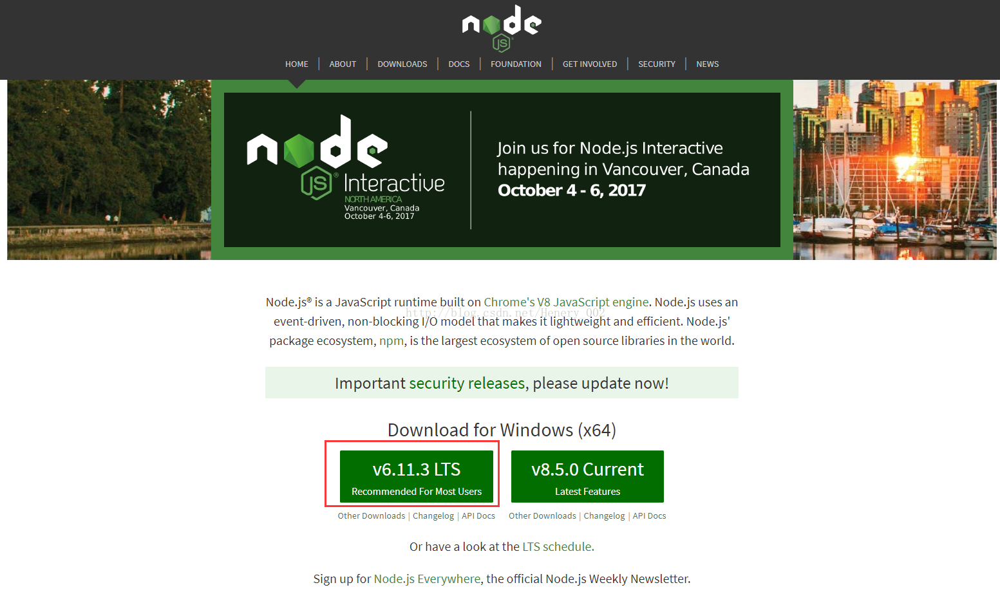 node
JS
HOME | ABOUT | DOWNLOADS | DOCS | FOUNDATION | GET INVOLVED | SECURITY | NEWS
node
JS® Interactive
NORTH AMERICA
Vancouver, Canada
October 4-6, 2017
Join us for Node.js Interactive
happening in Vancouver, Canada
October 4 - 6, 2017
Node.js® is a JavaScript runtime built on Chrome's V8 JavaScript engine. Node.js uses an
http://blog.csdn.net/Henery_002
event-driven, non-blocking I/O model that makes it lightweight and efficient. Node.js'
package ecosystem, npm, is the largest ecosystem of open source libraries in the world.
Important security releases, please update now!
Download for Windows (x64)
v6.11.3 LTS
Recommended For Most Users
v8.5.0 Current
Latest Features
Other Downloads | Changelog | API Docs
Other Downloads | Changelog | API Docs
Or have a look at the LTS schedule.
Sign up for Node.js Everywhere, the official Node.js Weekly Newsletter.